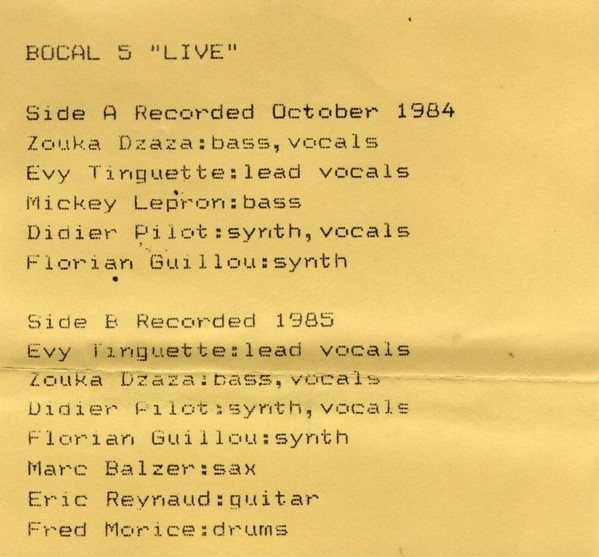 BOCAL 5 "LIVE"
Side A Recorded October 1984
Zouka Dzaza:bass,vocals
Evy Tinguette:lead vocals
Mickey Lepron:bass
Didier Pilot:synth,vocals
Florian Guillou:synth
Side B Recorded 1985
Evy Tinguette:lead vocals
Zouka Dzaza:bass,vocals
Didier Pilot:synth,vocals
Florian Guillou:synth
Marc Balzer:sax
Eric Reynaud:guitar
Fred Morice:drums